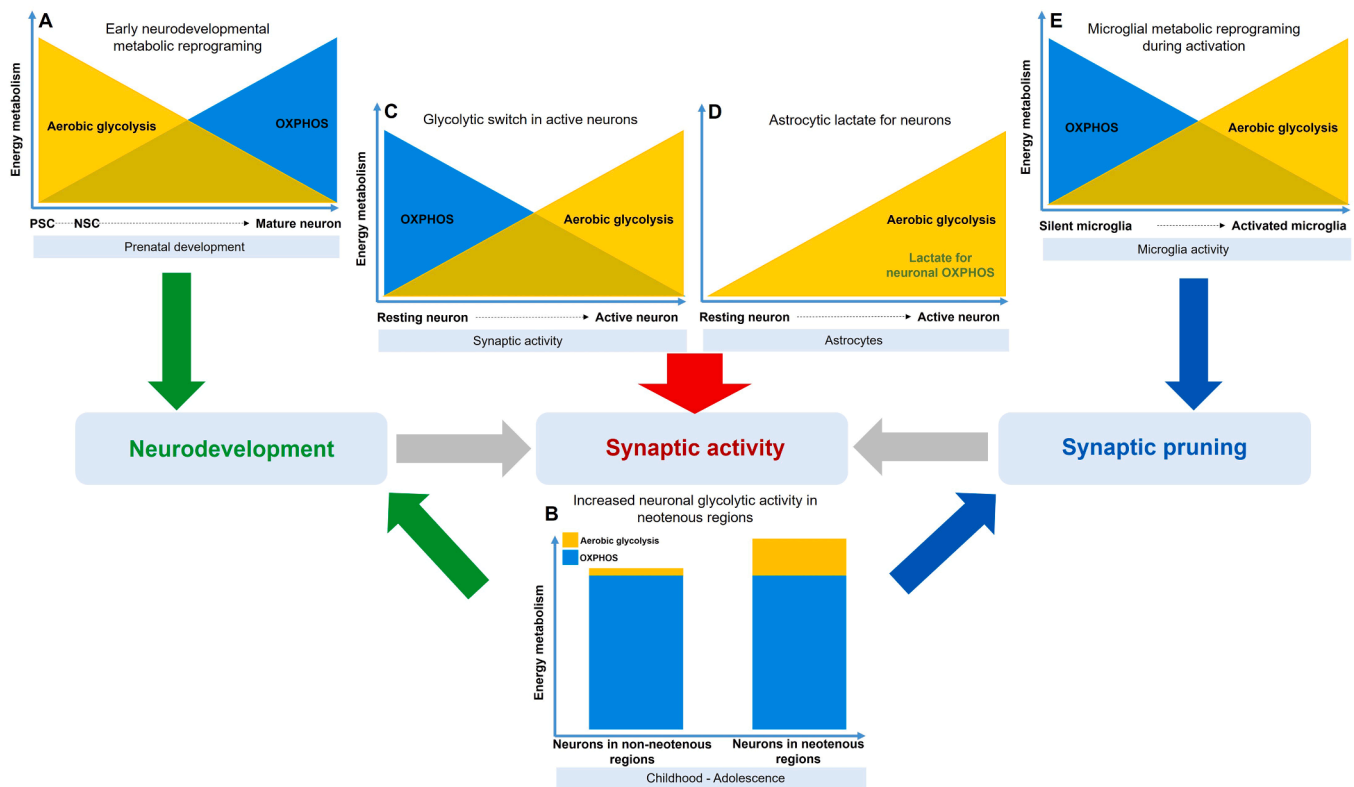 A
Early neurodevelopmental
metabolic reprograming
Energy metabolism
Aerobic glycolysis
OXPHOS
PSC
NSC
Mature neuron
Prenatal development
C
Glycolytic switch in active neurons
Energy metabolism
OXPHOS
Aerobic glycolysis
Resting neuron
Active neuron
Synaptic activity
D
Astrocytic lactate for neurons
Aerobic glycolysis
Lactate for
neuronal OXPHOS
Resting neuron
Active neuron
Astrocytes
E
Microglial metabolic reprograming
during activation
Energy metabolism
OXPHOS
Aerobic glycolysis
Silent microglia
Activated microglia
Microglia activity
Neurodevelopment
Synaptic activity
Synaptic pruning
B
Increased neuronal glycolytic activity in
neotenous regions
Aerobic glycolysis
OXPHOS
Energy metabolism
Neurons in non-neotenous
regions
Neurons in neotenous
regions
Childhood - Adolescence